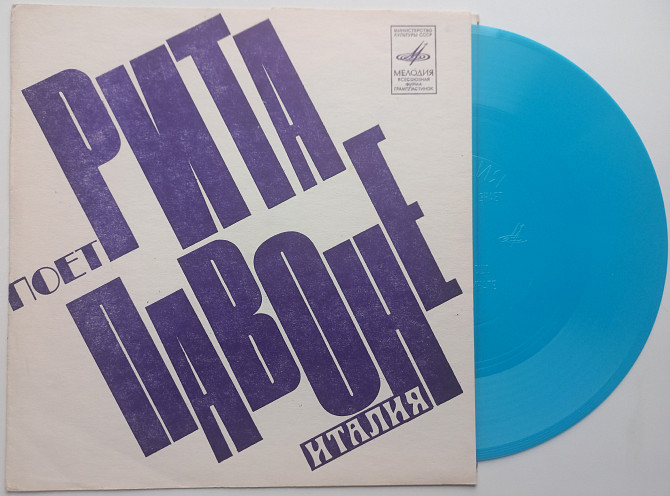 МИНИСТЕРСТВО
КУЛЬТУРЫ СССР
МЕЛОДИЯ
ВСЕСОЮЗНАЯ
ФИРМА
ГРАМПЛАСТИНОК
ПОЕТ
РИТА
ПАВОНЕ
ИТАЛИЯ